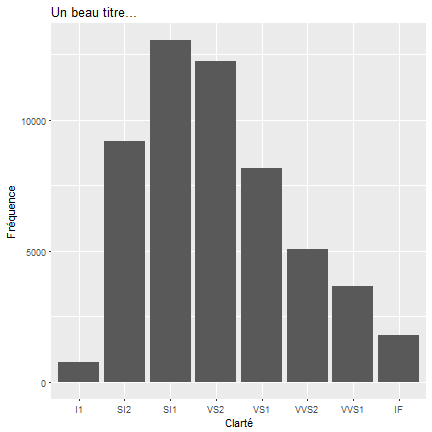 Un beau titre...
Fréquence
10000
5000
0
I1 SI2 SI1 VS2 VS1 VVS2 VVS1 IF
Clarté